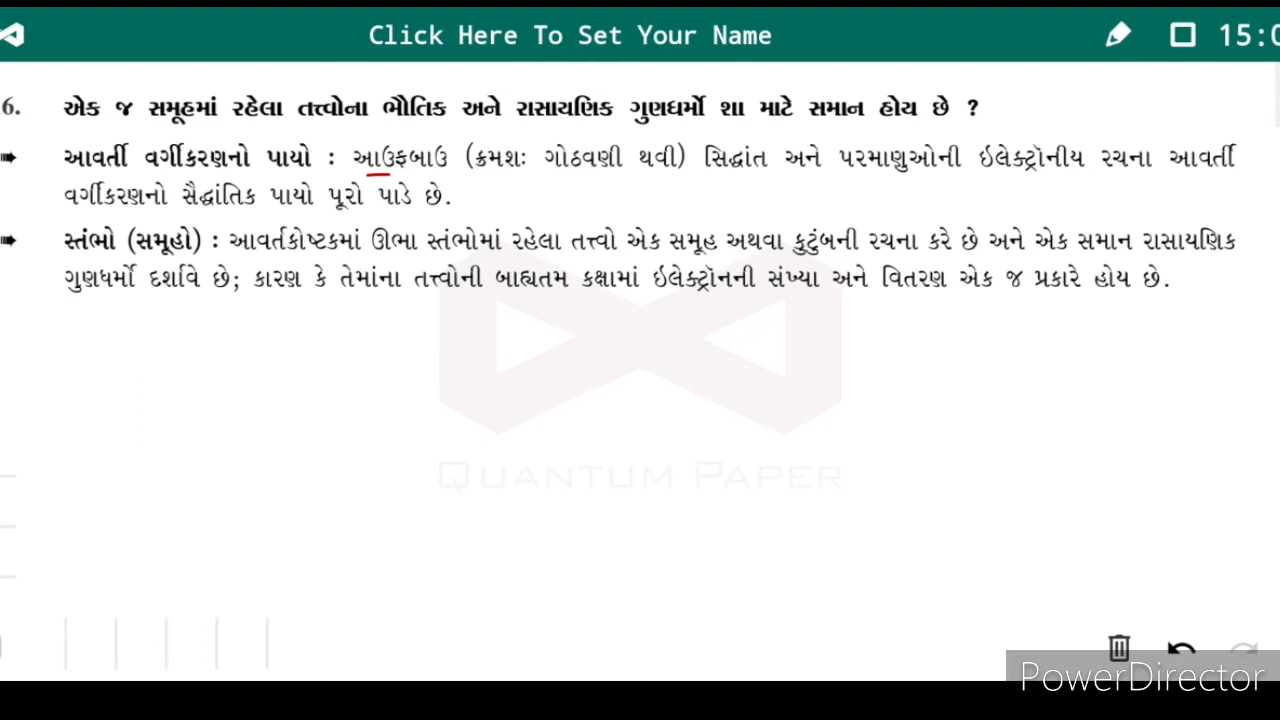 Click Here To Set Your Name
6. એક જ સમૂહમાં રહેલા તત્ત્વોના ભૌતિક અને રાસાયણિક ગુણધર્મો શા માટે સમાન હોય છે ?
આવર્તી વર્ગીકરણનો પાયો : આઉફબાઉ (ક્રમશઃ ગોઠવણી થવી) સિદ્ધાંત અને પરમાણુઓની ઇલેક્ટ્રૉનીય રચના આવર્તી
વર્ગીકરણનો સૈદ્ધાંતિક પાયો પૂરો પાડે છે.
સ્તંભો (સમૂહો) : આવર્તકોષ્ટકમાં ઊભા સ્તંભોમાં રહેલા તત્ત્વો એક સમૂહ અથવા કુટુંબની રચના કરે છે અને એક સમાન રાસાયણિક
ગુણધર્મો દર્શાવે છે; કારણ કે તેમાંના તત્ત્વોની બાહ્યતમ કક્ષામાં ઇલેક્ટ્રૉનની સંખ્યા અને વિતરણ એક જ પ્રકારે હોય છે.
QUANTUM PAPER
PowerDirector